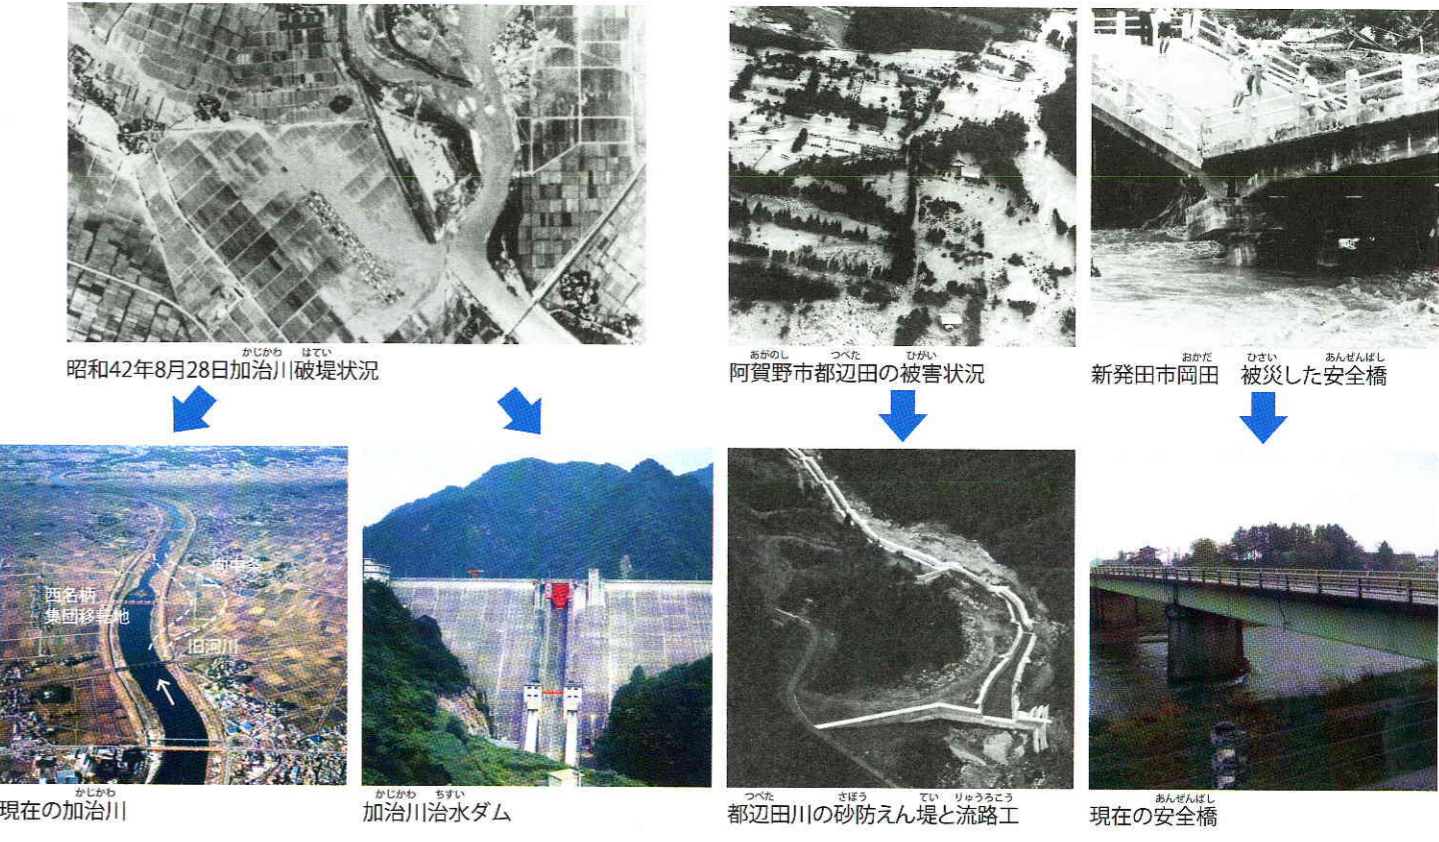 昭和42年8月28日加治川破堤状況
かじかわ
はてい
阿賀野市都辺田の被害状況
あがのし
つべた
ひがい
新発田市岡田 被災した安全橋
おかだ
ひさい
あんぜんばし
西名柄
集団移転地
向中条
旧河川
現在の加治川
かじかわ
加治川治水ダム
かじかわ
ちすい
都辺田川の砂防えん堤と流路工
つべた
さぼう
てい
りゅうろこう
現在の安全橋
あんぜんばし